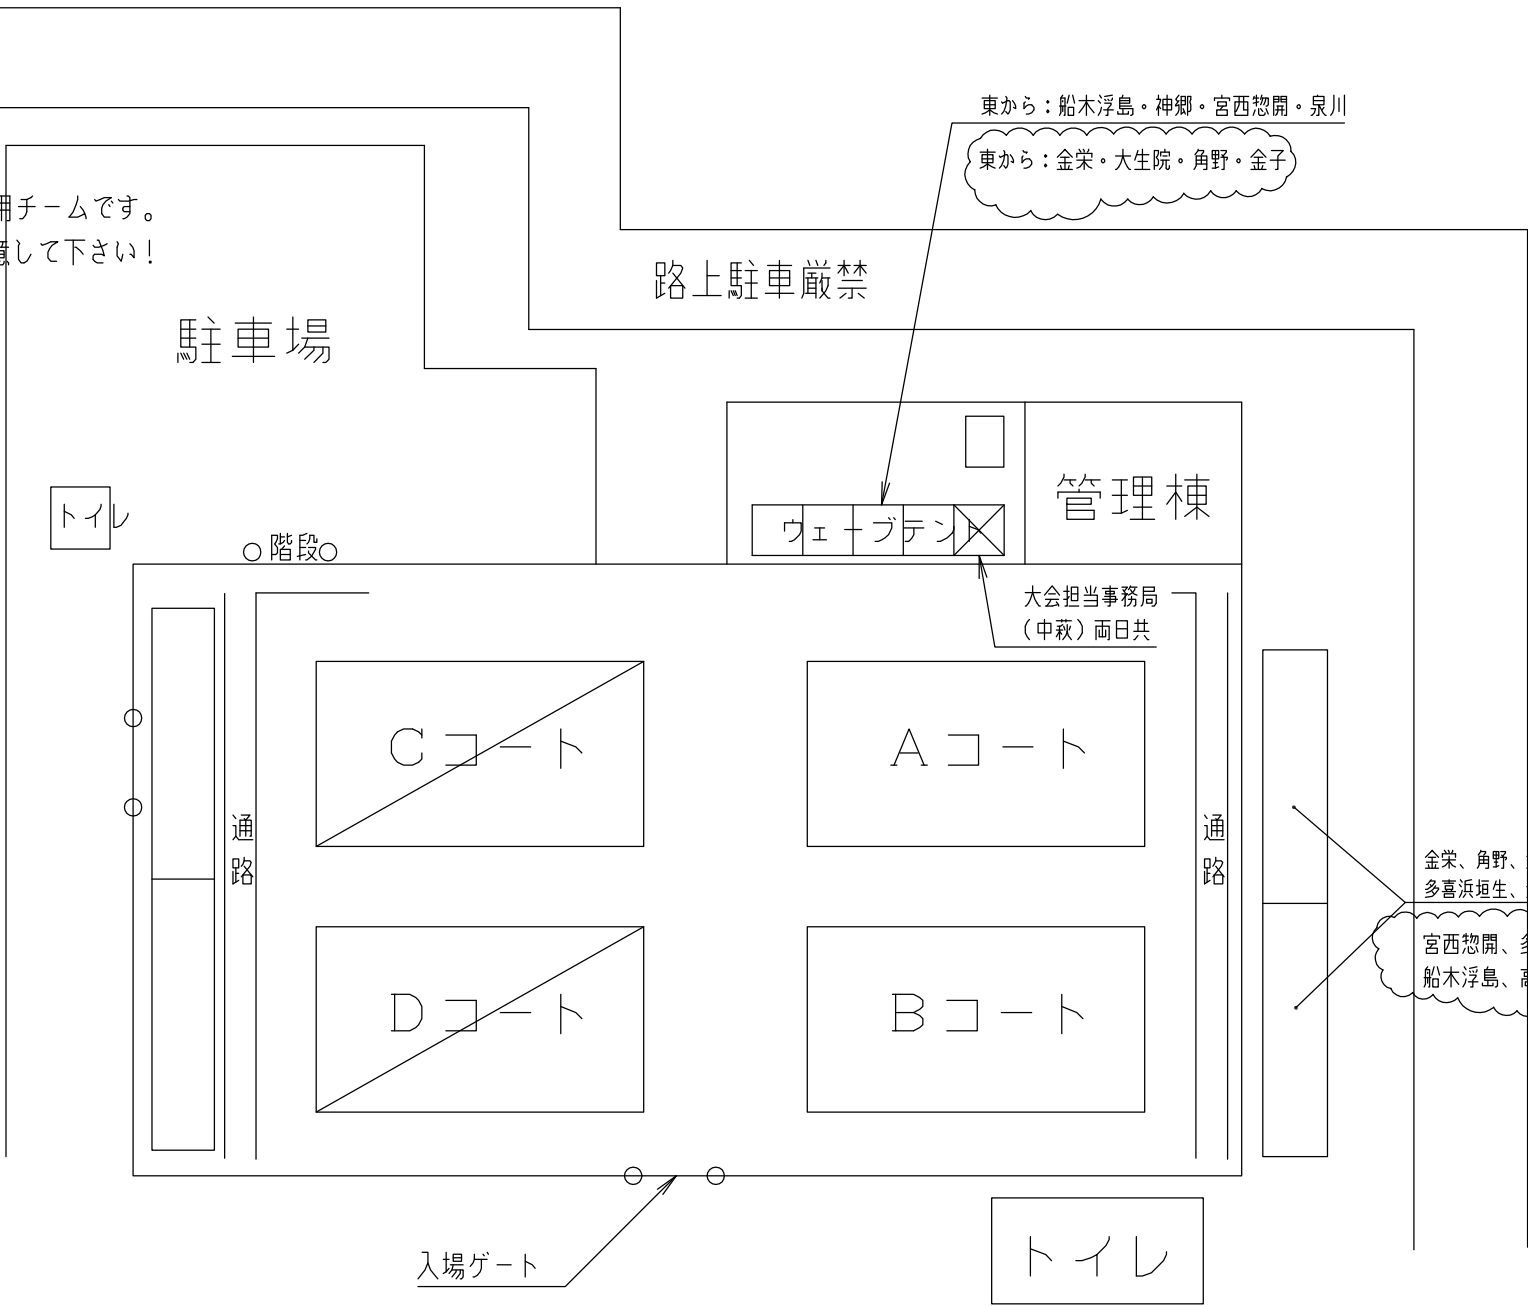 東から：船木浮島・神郷・宮西惣開・泉川
東から：金栄・大生院・角野・金子
チームです。
して下さい！
路上駐車厳禁
駐車場
管理棟
トイレ
ウェーブテント
階段
大会担当事務局
（中萩）両日共
Cコート
Aコート
通路
通路
金栄、角野、
多喜浜垣生、
宮西惣開、多
船木浮島、高
Dコート
Bコート
入場ゲート
トイレ